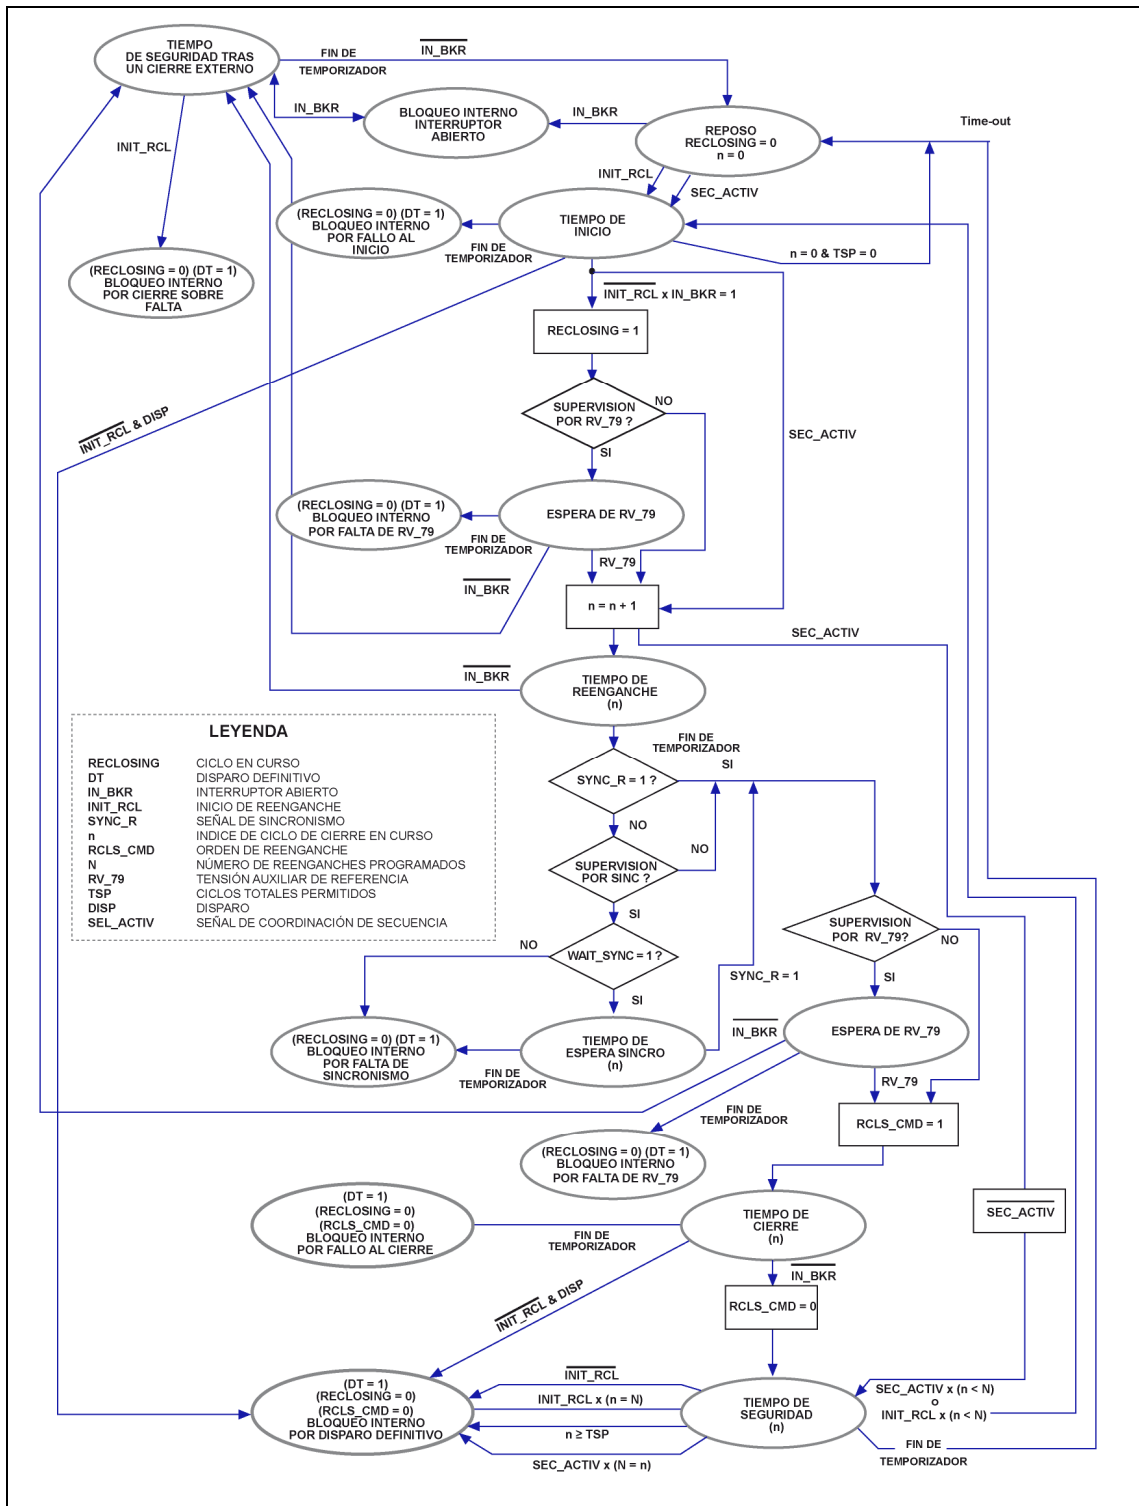 TIEMPO
DE SEGURIDAD TRAS
UN CIERRE EXTERNO
FIN DE
TEMPORIZADOR
IN_BKR
IN_BKR
BLOQUEO INTERNO
INTERRUPTOR
ABIERTO
IN_BKR
REPOSO
RECLOSING = 0
n = 0
Time-out
INIT_RCL
INIT_RCL
SEC_ACTIV
(RECLOSING = 0) (DT = 1)
BLOQUEO INTERNO
POR FALLO AL
INICIO
FIN DE
TEMPORIZADOR
TIEMPO DE
INICIO
n = 0 & TSP = 0
(RECLOSING = 0) (DT = 1)
BLOQUEO INTERNO
POR CIERRE SOBRE
FALTA
INIT_RCL x IN_BKR = 1
RECLOSING = 1
INIT_RCL & DISP
SUPERVISION
POR RV_79 ?
NO
SI
SEC_ACTIV
(RECLOSING = 0) (DT = 1)
BLOQUEO INTERNO
POR FALTA DE RV_79
FIN DE
TEMPORIZADOR
ESPERA DE RV_79
RV_79
IN_BKR
n = n + 1
SEC_ACTIV
IN_BKR
TIEMPO DE
REENGANCHE
(n)
FIN DE
TEMPORIZADOR
LEYENDA
RECLOSING CICLO EN CURSO
DT DISPARO DEFINITIVO
IN_BKR INTERRUPTOR ABIERTO
INIT_RCL INICIO DE REENGANCHE
SYNC_R SEÑAL DE SINCRONISMO
n INDICE DE CICLO DE CIERRE EN CURSO
RCLS_CMD ORDEN DE REENGANCHE
N NÚMERO DE REENGANCHES PROGRAMADOS
RV_79 TENSIÓN AUXILIAR DE REFERENCIA
TSP CICLOS TOTALES PERMITIDOS
DISP DISPARO
SEL_ACTIV SEÑAL DE COORDINACIÓN DE SECUENCIA
SYNC_R = 1 ?
SI
NO
SUPERVISION
POR SINC ?
NO
SI
WAIT_SYNC = 1 ?
NO
SI
SYNC_R = 1
SUPERVISION
POR RV_79?
NO
SI
(RECLOSING = 0) (DT = 1)
BLOQUEO INTERNO
POR FALTA DE
SINCRONISMO
FIN DE
TEMPORIZADOR
TIEMPO DE
ESPERA SINCRO
(n)
IN_BKR
ESPERA DE RV_79
RV_79
FIN DE
TEMPORIZADOR
RCLS_CMD = 1
(RECLOSING = 0) (DT = 1)
BLOQUEO INTERNO
POR FALTA DE RV_79
(DT = 1)
(RECLOSING = 0)
(RCLS_CMD = 0)
BLOQUEO INTERNO
POR FALLO AL CIERRE
FIN DE
TEMPORIZADOR
TIEMPO DE
CIERRE
(n)
SEC_ACTIV
IN_BKR
INIT_RCL & DISP
RCLS_CMD = 0
(DT = 1)
(RECLOSING = 0)
(RCLS_CMD = 0)
BLOQUEO INTERNO
POR DISPARO DEFINITIVO
INIT_RCL
INIT_RCL x (n = N)
n ≥ TSP
SEC_ACTIV x (N = n)
TIEMPO DE
SEGURIDAD
(n)
SEC_ACTIV x (n < N)
o
INIT_RCL x (n < N)
FIN DE
TEMPORIZADOR